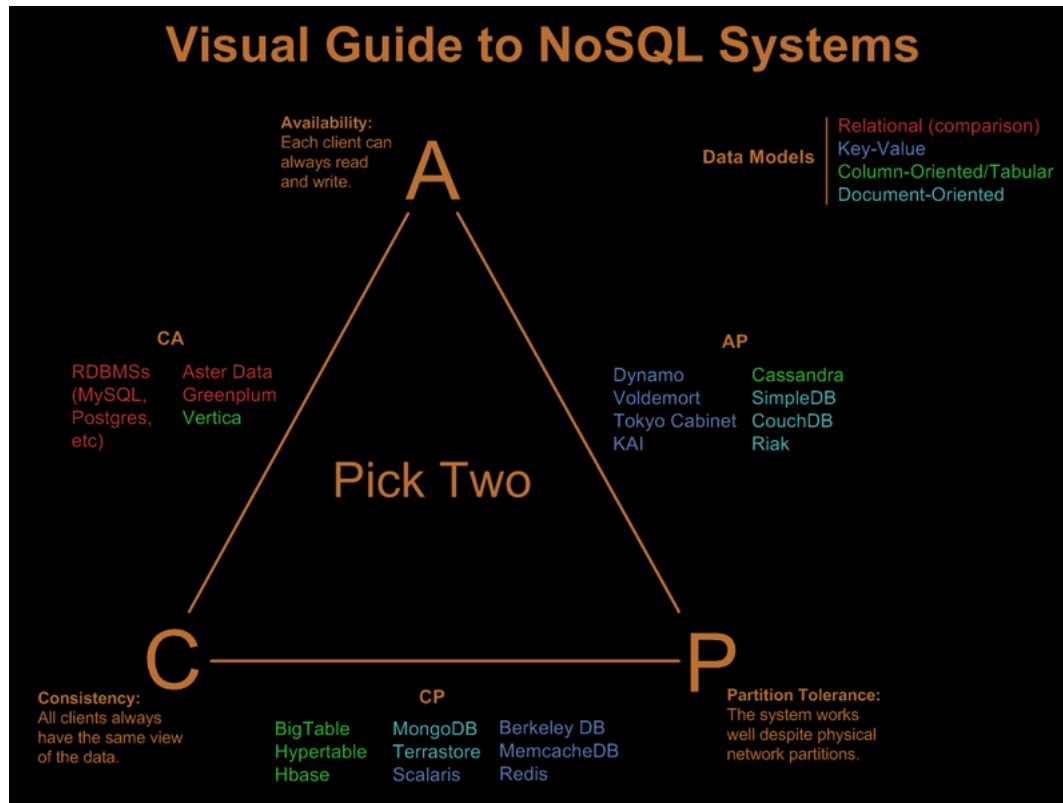 Visual Guide to NoSQL Systems
Availability:
Each client can
always read
and write.
A
Data Models
Relational (comparison)
Key-Value
Column-Oriented/Tabular
Document-Oriented
CA
RDBMSs
(MySQL,
Postgres,
etc)
Aster Data
Greenplum
Vertica
AP
Dynamo
Voldemort
Tokyo Cabinet
KAI
Cassandra
SimpleDB
CouchDB
Riak
Pick Two
C
P
Consistency:
All clients always
have the same view
of the data.
CP
BigTable
Hypertable
Hbase
MongoDB
Terrastore
Scalaris
Berkeley DB
MemcacheDB
Redis
Partition Tolerance:
The system works
well despite physical
network partitions.